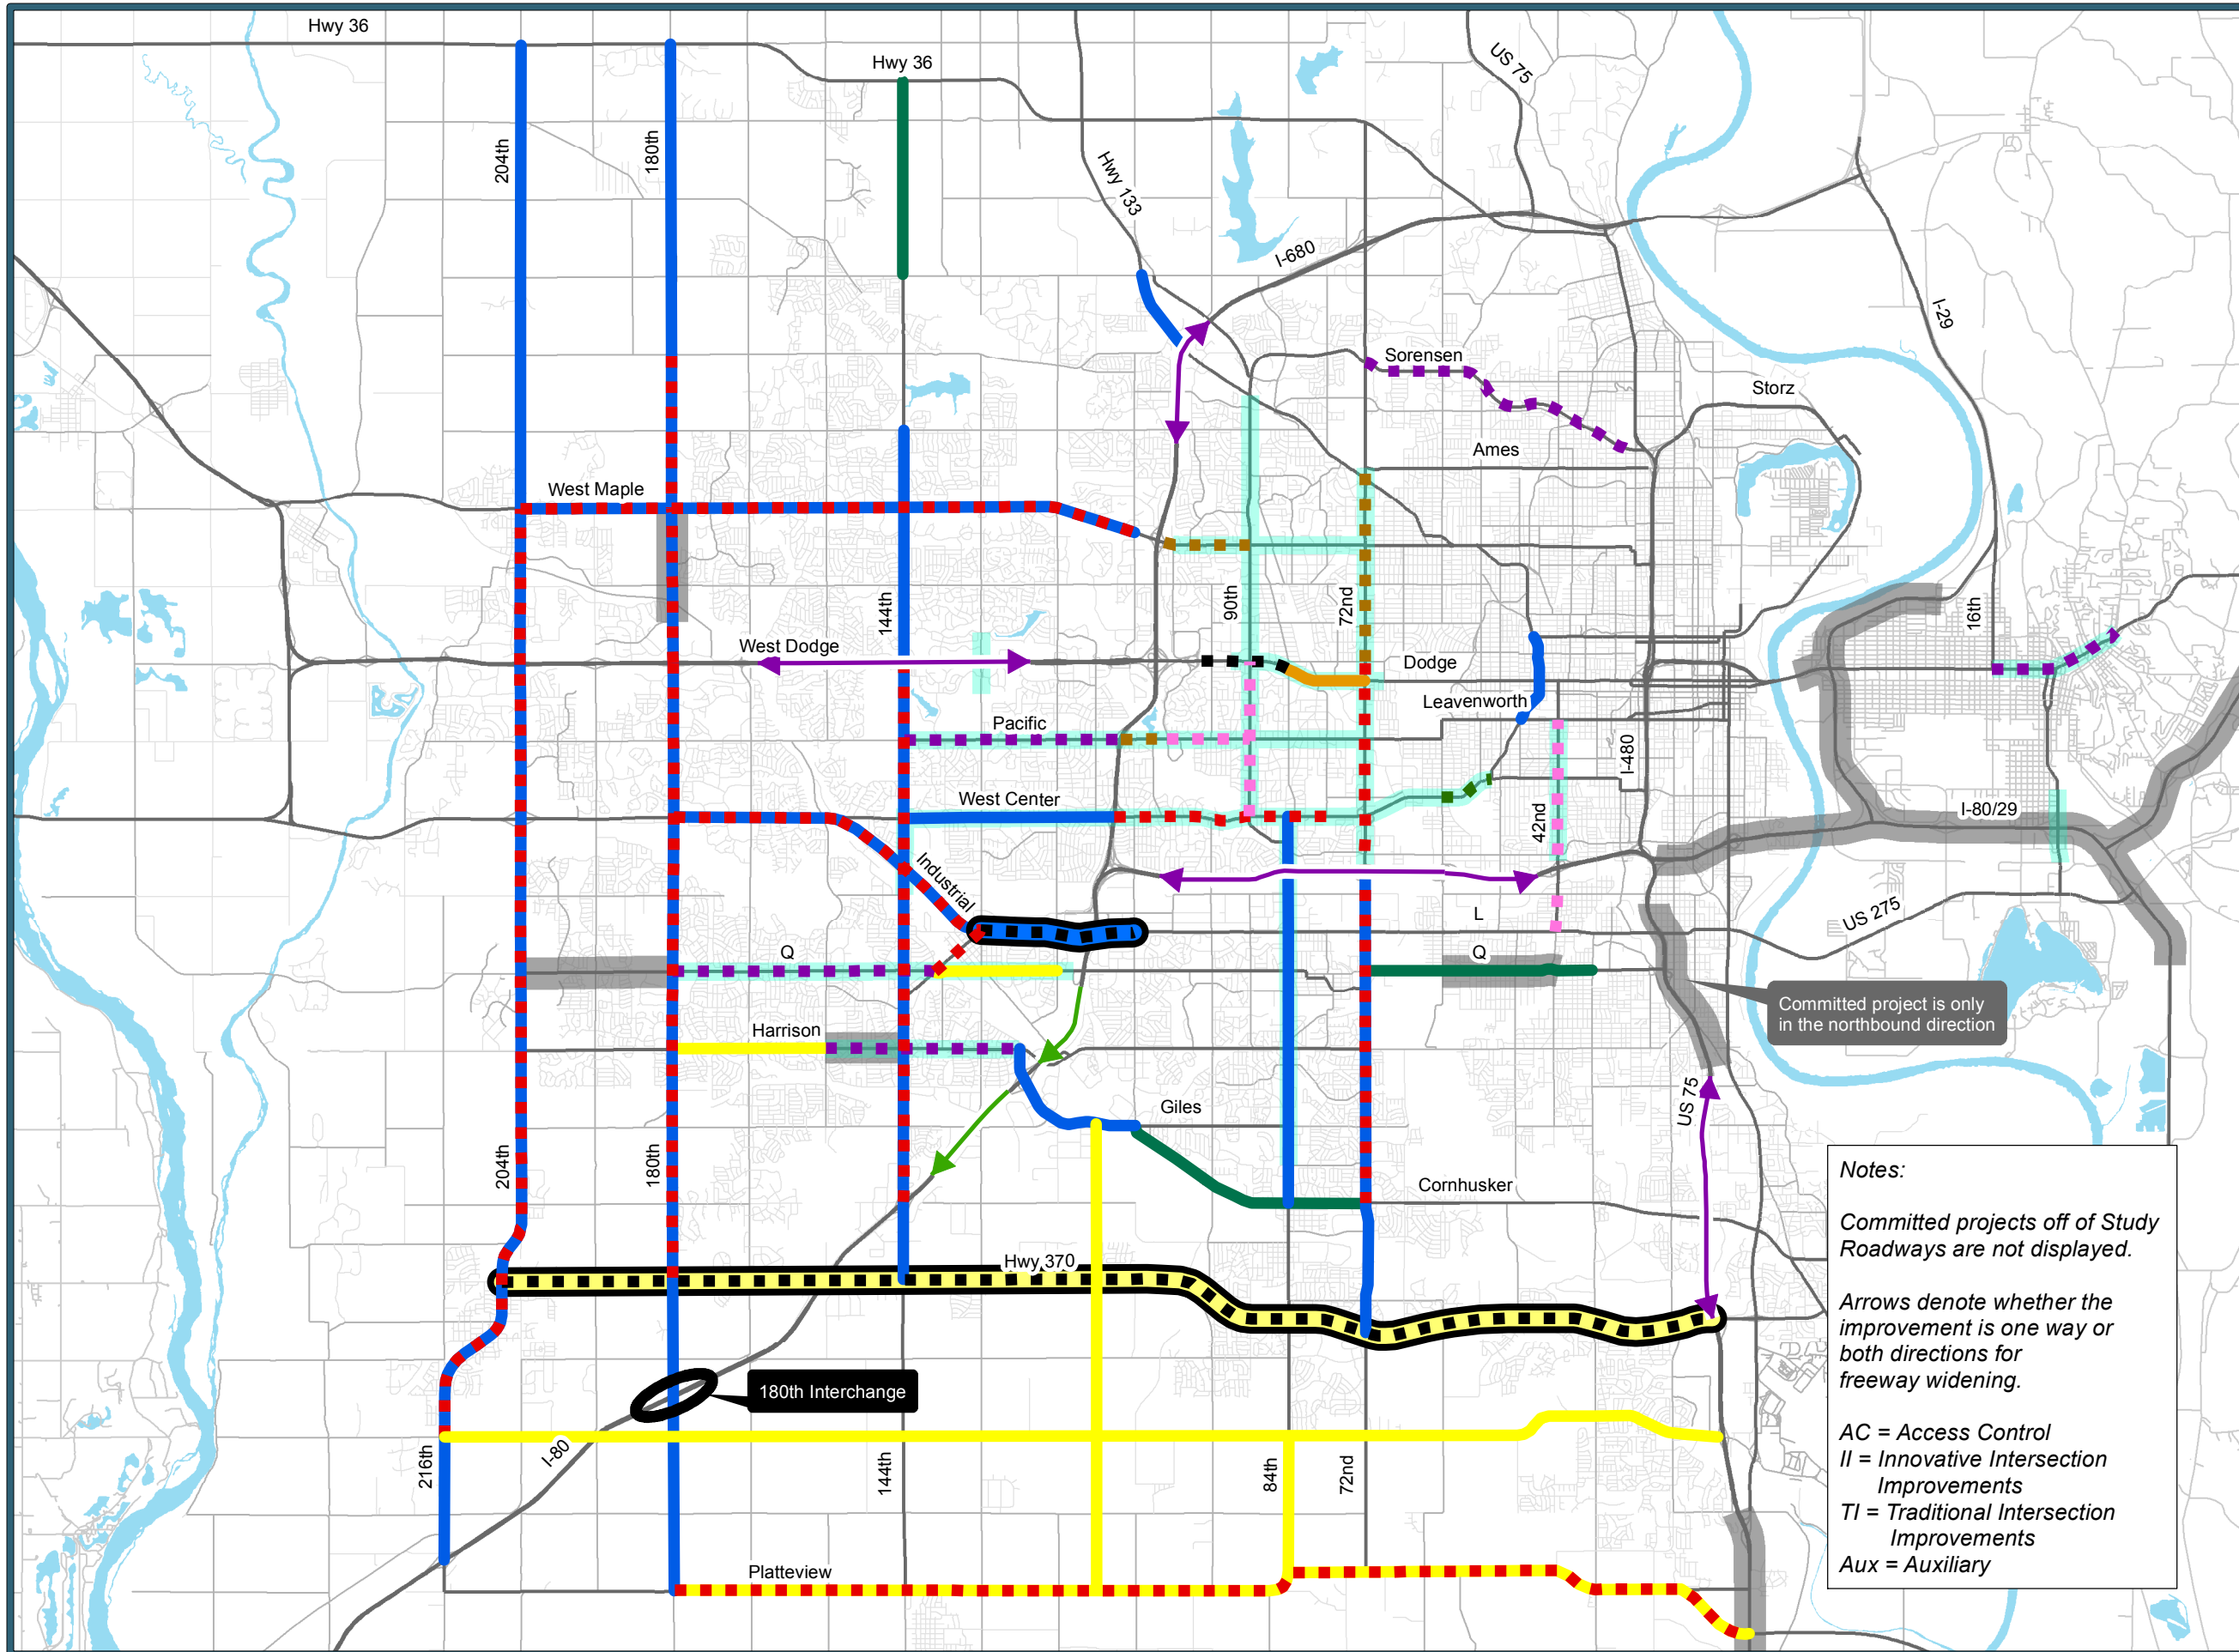 Hwy 36
Hwy 36
US 75
204th
180th
Hwy 133
I-680
I-29
Sorensen
Storz
Ames
West Maple
144th
90th
72nd
16th
West Dodge
Dodge
Leavenworth
Pacific
I-480
West Center
42nd
I-80/29
Industrial
L
US 275
Q
Q
Committed project is only
in the northbound direction
Harrison
US 75
Giles
204th
180th
Cornhusker
Hwy 370
180th Interchange
I-80
216th
144th
84th
72nd
Platteview
Notes:
Committed projects off of Study
Roadways are not displayed.
Arrows denote whether the
improvement is one way or
both directions for
freeway widening.
AC = Access Control
II = Innovative Intersection
Improvements
TI = Traditional Intersection
Improvements
Aux = Auxiliary